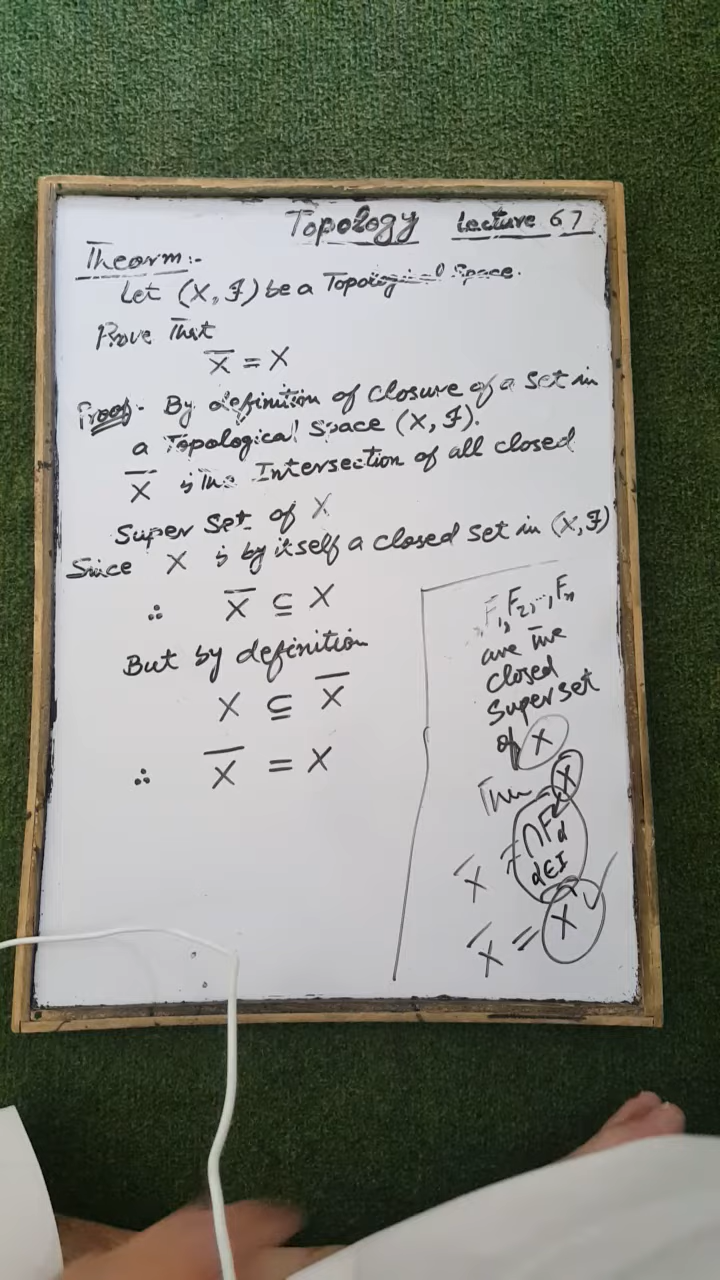 Topology Lecture 67
Theorm:-
Let (X, ℱ) be a Topological Space.
Prove That
X̅ = X
Proof:- By definition of closure of a set in
a Topological Space (X, ℱ).
X̅ is the Intersection of all closed
Super Set of X
Since X is by itself a closed set in (X, ℱ)
∴ X̅ ⊆ X
But by definition
X ⊆ X̅
∴ X̅ = X
F₁, F₂, ..., Fₙ
are the
closed
Superset
of X
Then X
X̅ = ∩ Fα
α∈I
X̅ = X ✓